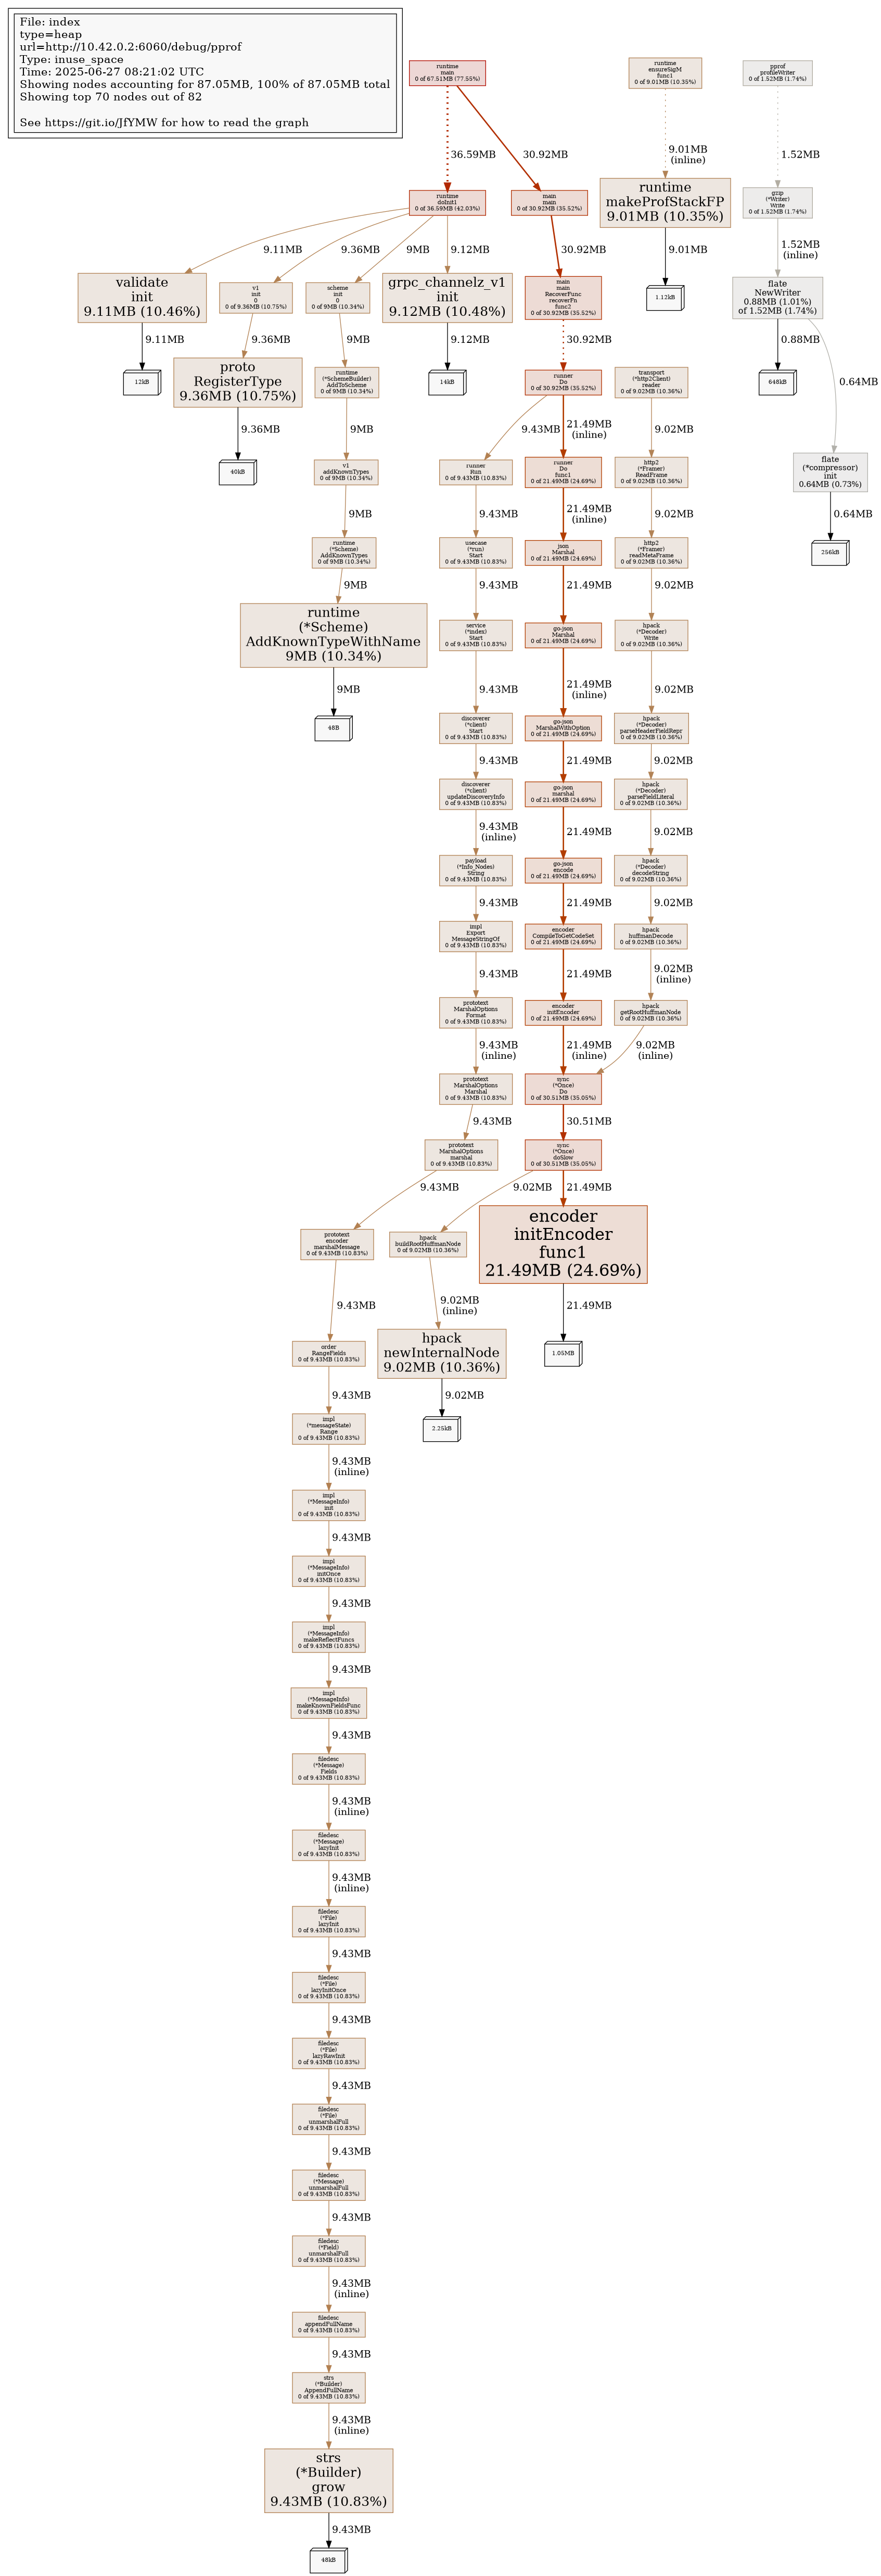 File: index
type=heap
url=http://10.42.0.2:6060/debug/pprof
Type: inuse_space
Time: 2025-06-27 08:21:02 UTC
Showing nodes accounting for 87.05MB, 100% of 87.05MB total
Showing top 70 nodes out of 82
See https://git.io/JfYMW for how to read the graph
runtime
main
0 of 67.51MB (77.55%)
runtime
ensureSigM
func1
0 of 9.01MB (10.35%)
pprof
profileWriter
0 of 1.52MB (1.74%)
36.59MB
30.92MB
9.01MB
(inline)
1.52MB
runtime
doInit1
0 of 36.59MB (42.03%)
main
main
0 of 30.92MB (35.52%)
runtime
makeProfStackFP
9.01MB (10.35%)
gzip
(*Writer)
Write
0 of 1.52MB (1.74%)
9.11MB
9.36MB
9MB
9.12MB
30.92MB
9.01MB
1.52MB
(inline)
validate
init
9.11MB (10.46%)
v1
init
0
0 of 9.36MB (10.75%)
scheme
init
0
0 of 9MB (10.34%)
grpc_channelz_v1
init
9.12MB (10.48%)
main
main
RecoverFunc
recoverFn
func2
0 of 30.92MB (35.52%)
1.12kB
flate
NewWriter
0.88MB (1.01%)
of 1.52MB (1.74%)
9.11MB
9.36MB
9MB
9.12MB
30.92MB
0.88MB
0.64MB
12kB
proto
RegisterType
9.36MB (10.75%)
runtime
(*SchemeBuilder)
AddToScheme
0 of 9MB (10.34%)
14kB
runner
Do
0 of 30.92MB (35.52%)
transport
(*http2Client)
reader
0 of 9.02MB (10.36%)
648kB
9.36MB
9MB
9.43MB
21.49MB
(inline)
9.02MB
40kB
v1
addKnownTypes
0 of 9MB (10.34%)
runner
Run
0 of 9.43MB (10.83%)
runner
Do
func1
0 of 21.49MB (24.69%)
http2
(*Framer)
ReadFrame
0 of 9.02MB (10.36%)
flate
(*compressor)
init
0.64MB (0.73%)
9MB
9.43MB
21.49MB
(inline)
9.02MB
0.64MB
runtime
(*Scheme)
AddKnownTypes
0 of 9MB (10.34%)
usecase
(*run)
Start
0 of 9.43MB (10.83%)
json
Marshal
0 of 21.49MB (24.69%)
http2
(*Framer)
readMetaFrame
0 of 9.02MB (10.36%)
256kB
9MB
9.43MB
21.49MB
9.02MB
runtime
(*Scheme)
AddKnownTypeWithName
9MB (10.34%)
service
(*index)
Start
0 of 9.43MB (10.83%)
go-json
Marshal
0 of 21.49MB (24.69%)
hpack
(*Decoder)
Write
0 of 9.02MB (10.36%)
9MB
9.43MB
21.49MB
(inline)
9.02MB
48B
discoverer
(*client)
Start
0 of 9.43MB (10.83%)
go-json
MarshalWithOption
0 of 21.49MB (24.69%)
hpack
(*Decoder)
parseHeaderFieldRepr
0 of 9.02MB (10.36%)
9.43MB
21.49MB
9.02MB
discoverer
(*client)
updateDiscoveryInfo
0 of 9.43MB (10.83%)
go-json
marshal
0 of 21.49MB (24.69%)
hpack
(*Decoder)
parseFieldLiteral
0 of 9.02MB (10.36%)
9.43MB
(inline)
21.49MB
9.02MB
payload
(*Info_Nodes)
String
0 of 9.43MB (10.83%)
go-json
encode
0 of 21.49MB (24.69%)
hpack
(*Decoder)
decodeString
0 of 9.02MB (10.36%)
9.43MB
21.49MB
9.02MB
impl
Export
MessageStringOf
0 of 9.43MB (10.83%)
encoder
CompileToGetCodeSet
0 of 21.49MB (24.69%)
hpack
huffmanDecode
0 of 9.02MB (10.36%)
9.43MB
21.49MB
9.02MB
(inline)
prototext
MarshalOptions
Format
0 of 9.43MB (10.83%)
encoder
initEncoder
0 of 21.49MB (24.69%)
hpack
getRootHuffmanNode
0 of 9.02MB (10.36%)
9.43MB
(inline)
21.49MB
(inline)
9.02MB
(inline)
prototext
MarshalOptions
Marshal
0 of 9.43MB (10.83%)
sync
(*Once)
Do
0 of 30.51MB (35.05%)
9.43MB
30.51MB
prototext
MarshalOptions
marshal
0 of 9.43MB (10.83%)
sync
(*Once)
doSlow
0 of 30.51MB (35.05%)
9.43MB
9.02MB
21.49MB
prototext
encoder
marshalMessage
0 of 9.43MB (10.83%)
hpack
buildRootHuffmanNode
0 of 9.02MB (10.36%)
encoder
initEncoder
func1
21.49MB (24.69%)
9.43MB
9.02MB
(inline)
21.49MB
order
RangeFields
0 of 9.43MB (10.83%)
hpack
newInternalNode
9.02MB (10.36%)
1.05MB
9.43MB
9.02MB
impl
(*messageState)
Range
0 of 9.43MB (10.83%)
2.25kB
9.43MB
(inline)
impl
(*MessageInfo)
init
0 of 9.43MB (10.83%)
9.43MB
impl
(*MessageInfo)
initOnce
0 of 9.43MB (10.83%)
9.43MB
impl
(*MessageInfo)
makeReflectFuncs
0 of 9.43MB (10.83%)
9.43MB
impl
(*MessageInfo)
makeKnownFieldsFunc
0 of 9.43MB (10.83%)
9.43MB
filedesc
(*Message)
Fields
0 of 9.43MB (10.83%)
9.43MB
(inline)
filedesc
(*Message)
lazyInit
0 of 9.43MB (10.83%)
9.43MB
(inline)
filedesc
(*File)
lazyInit
0 of 9.43MB (10.83%)
9.43MB
filedesc
(*File)
lazyInitOnce
0 of 9.43MB (10.83%)
9.43MB
filedesc
(*File)
lazyRawInit
0 of 9.43MB (10.83%)
9.43MB
filedesc
(*File)
unmarshalFull
0 of 9.43MB (10.83%)
9.43MB
filedesc
(*Message)
unmarshalFull
0 of 9.43MB (10.83%)
9.43MB
filedesc
(*Field)
unmarshalFull
0 of 9.43MB (10.83%)
9.43MB
(inline)
filedesc
appendFullName
0 of 9.43MB (10.83%)
9.43MB
strs
(*Builder)
AppendFullName
0 of 9.43MB (10.83%)
9.43MB
(inline)
strs
(*Builder)
grow
9.43MB (10.83%)
9.43MB
48kB